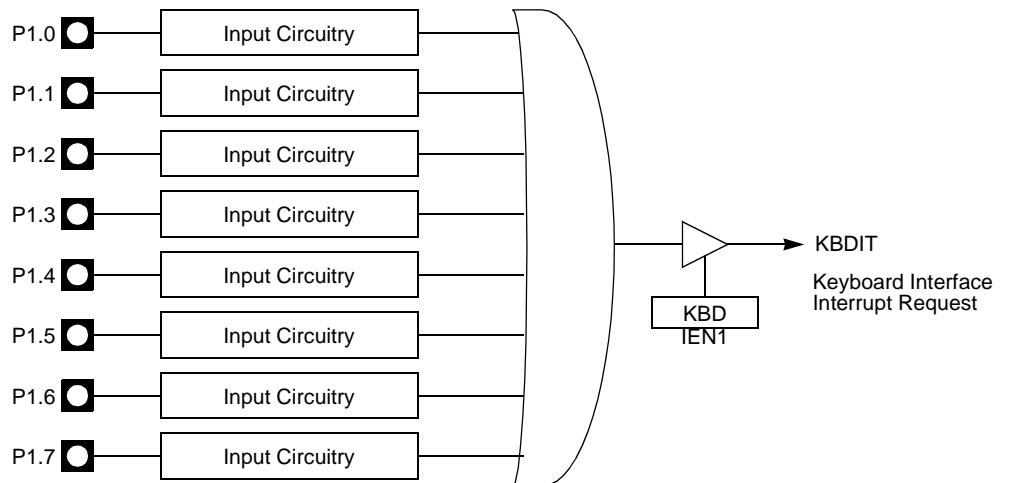 P1.0 Input Circuitry
P1.1 Input Circuitry
P1.2 Input Circuitry
P1.3 Input Circuitry
P1.4 Input Circuitry
P1.5 Input Circuitry
P1.6 Input Circuitry
P1.7 Input Circuitry
KBDIT
Keyboard Interface
Interrupt Request
KBD
IEN1